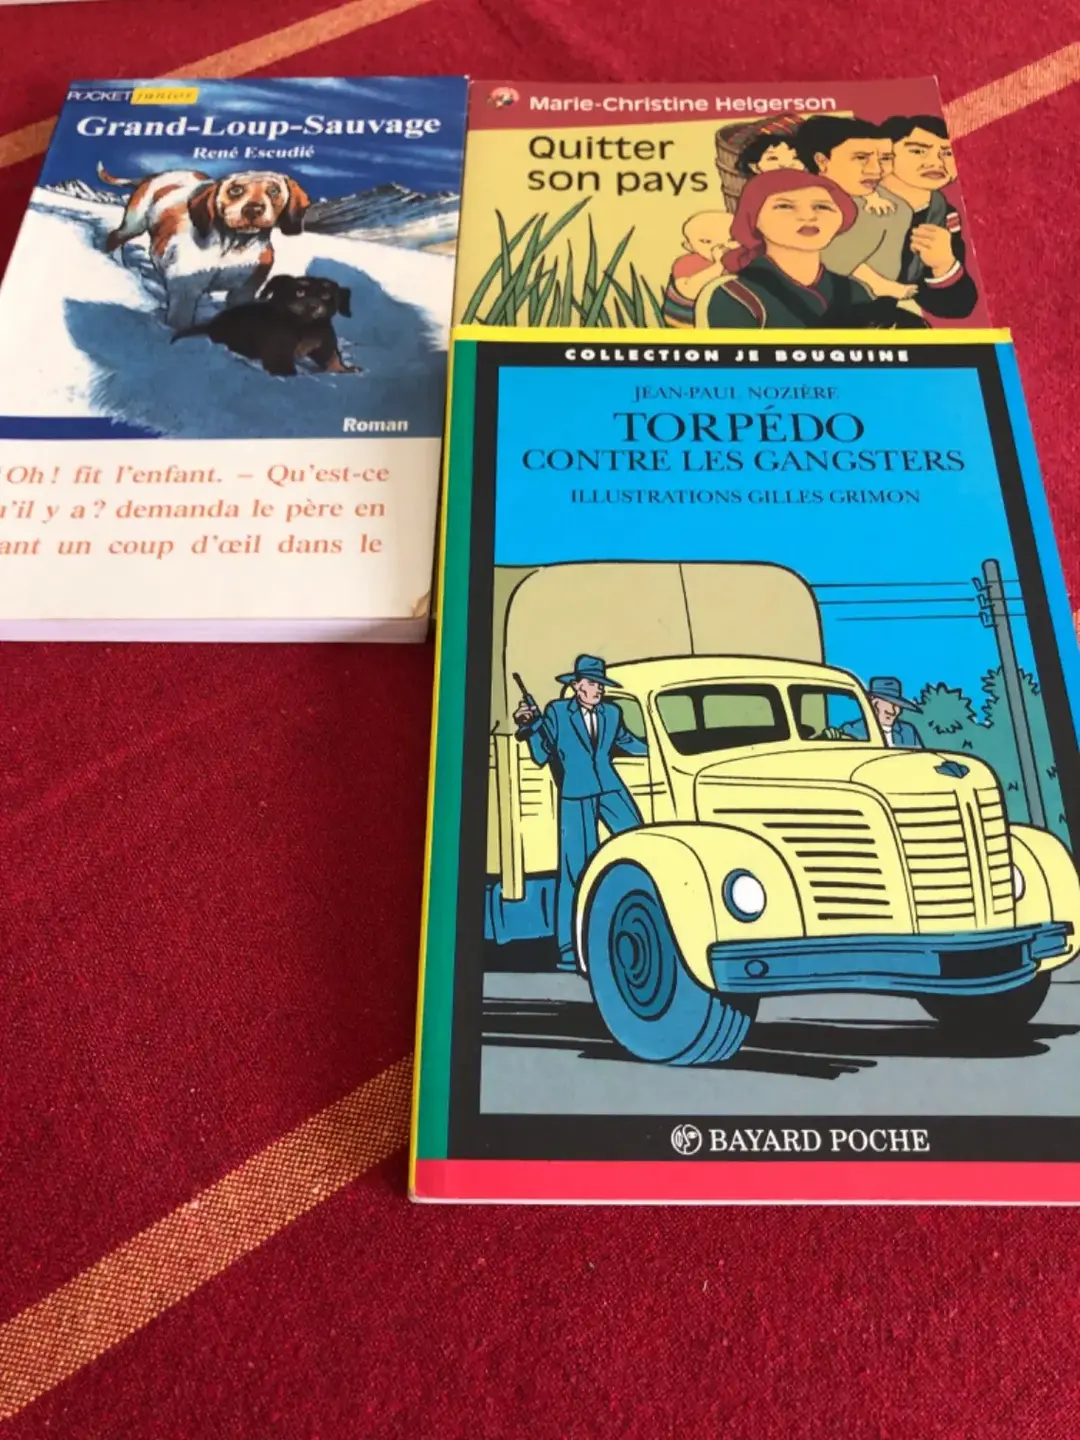 POCKET junior
Grand-Loup-Sauvage
René Escudié
Roman
Oh ! fit l'enfant. – Qu'est-ce
'il y a ? demanda le père en
ant un coup d'œil dans le
Marie-Christine Helgerson
Quitter
son pays
COLLECTION JE BOUQUINE
JEAN-PAUL NOZIÈRE
TORPÉDO
CONTRE LES GANGSTERS
ILLUSTRATIONS GILLES GRIMON
BAYARD POCHE